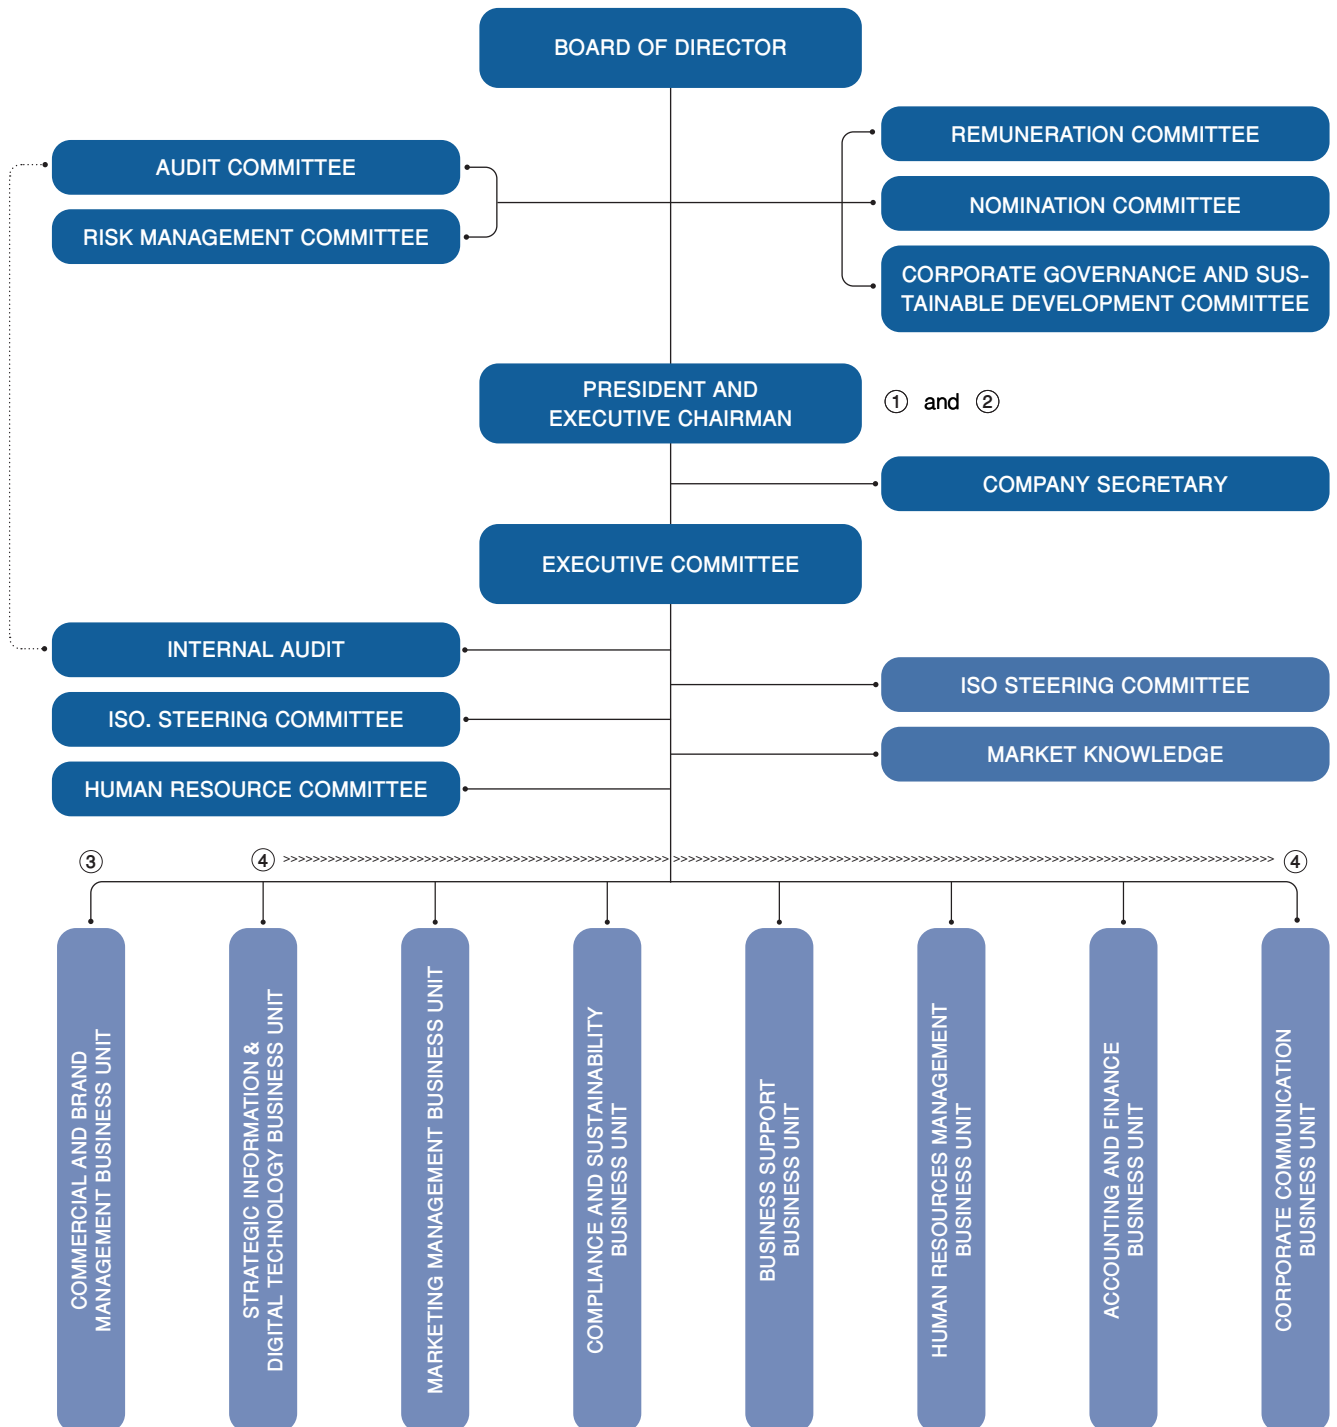 BOARD OF DIRECTOR
AUDIT COMMITTEE
RISK MANAGEMENT COMMITTEE
REMUNERATION COMMITTEE
NOMINATION COMMITTEE
CORPORATE GOVERNANCE AND SUS-
TAINABLE DEVELOPMENT COMMITTEE
PRESIDENT AND
EXECUTIVE CHAIRMAN
① and ②
COMPANY SECRETARY
EXECUTIVE COMMITTEE
INTERNAL AUDIT
ISO. STEERING COMMITTEE
HUMAN RESOURCE COMMITTEE
ISO STEERING COMMITTEE
MARKET KNOWLEDGE
③
④ >>>>>>>>>>>>>>>>>>>>>>>>>>>>>>>>>>>>>>>>>>>>>>>>>>>>>>>>>>>>>>>>>>>>>>>>>>>>>>>>>>>>>>>>>>>>>>>>>>>>>>>>>>>>>>>>>>>>>>>>>>>>>>>>>>>>>>>>>>>>>>>>>>>>>>>>>>>>>>>>>>>> ④
COMMERCIAL AND BRAND
MANAGEMENT BUSINESS UNIT
STRATEGIC INFORMATION &
DIGITAL TECHNOLOGY BUSINESS UNIT
MARKETING MANAGEMENT BUSINESS UNIT
COMPLIANCE AND SUSTAINABILITY
BUSINESS UNIT
BUSINESS SUPPORT
BUSINESS UNIT
HUMAN RESOURCES MANAGEMENT
BUSINESS UNIT
ACCOUNTING AND FINANCE
BUSINESS UNIT
CORPORATE COMMUNICATION
BUSINESS UNIT